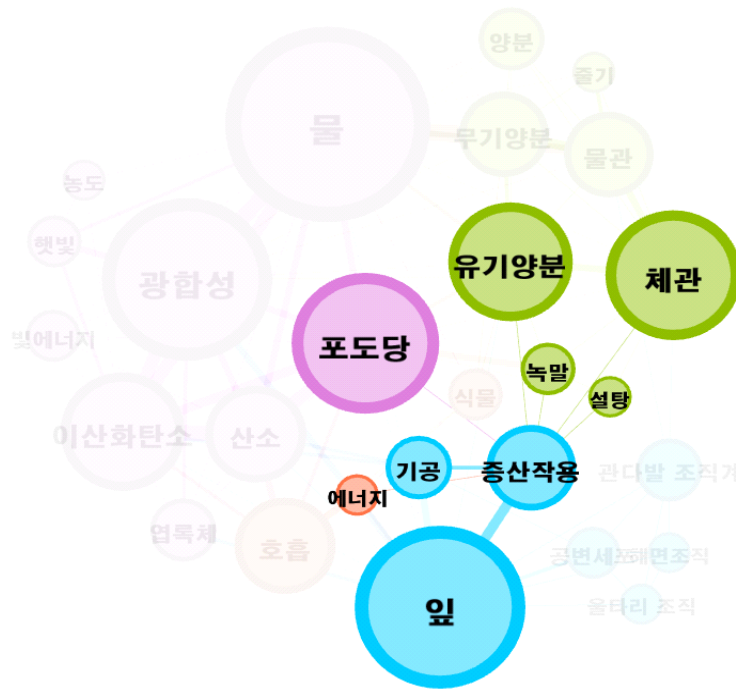 양분
줄기
물
무기양분
물관
농도
햇빛
광합성
유기양분
체관
빛에너지
포도당
녹말
식물
설탕
이산화탄소
산소
기공
증산작용
관다발 조직계
에너지
엽록체
호흡
공변세포
해면조직
잎
울타리 조직